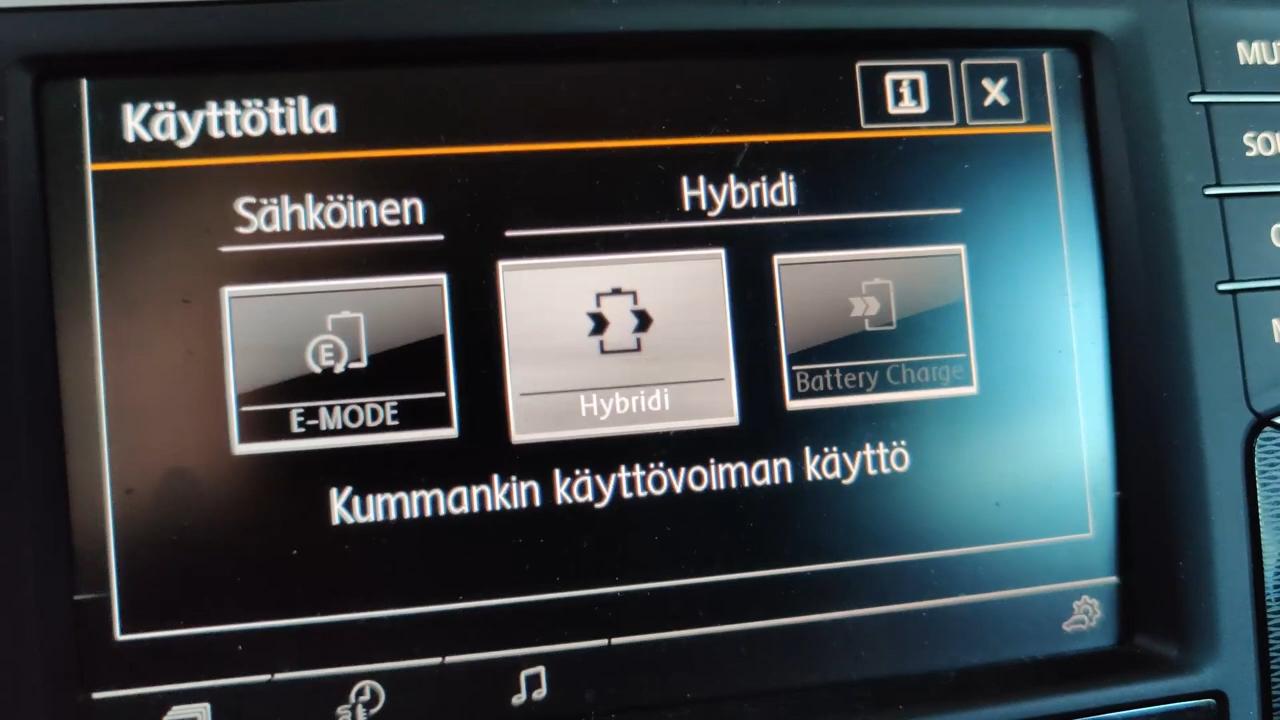 Käyttötila
Sähköinen
Hybridi
E-MODE
Hybridi
Battery Charge
Kummankin käyttövoiman käyttö